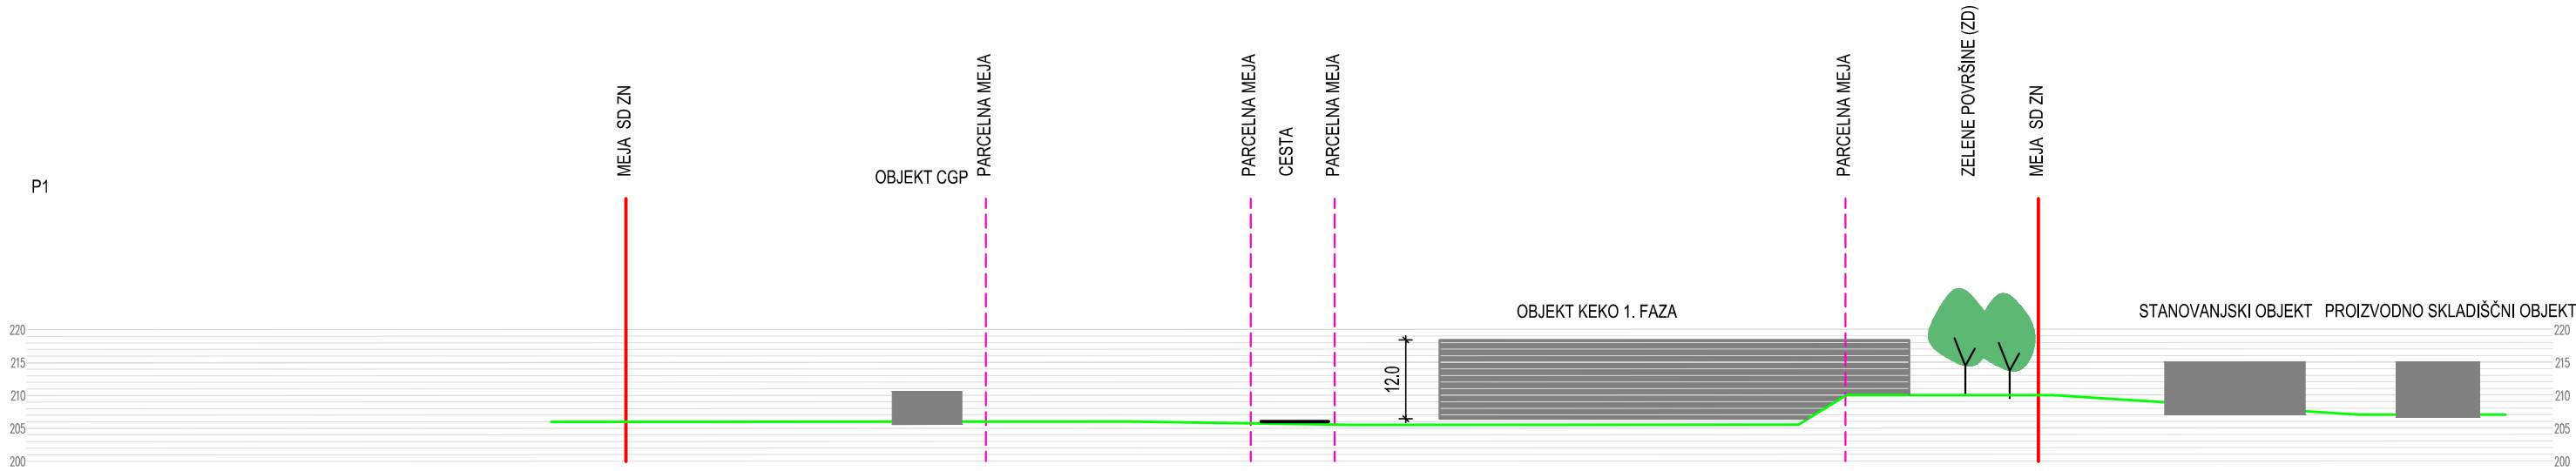 P1
MEJA SD ZN
OBJEKT CGP
PARCELNA MEJA
PARCELNA MEJA
CESTA
PARCELNA MEJA
PARCELNA MEJA
ZELENE POVRŠINE (ZD)
MEJA SD ZN
OBJEKT KEKO 1. FAZA
STANOVANJSKI OBJEKT
PROIZVODNO SKLADIŠČNI OBJEKT
12.0
220
215
210
205
200
220
215
210
205
200